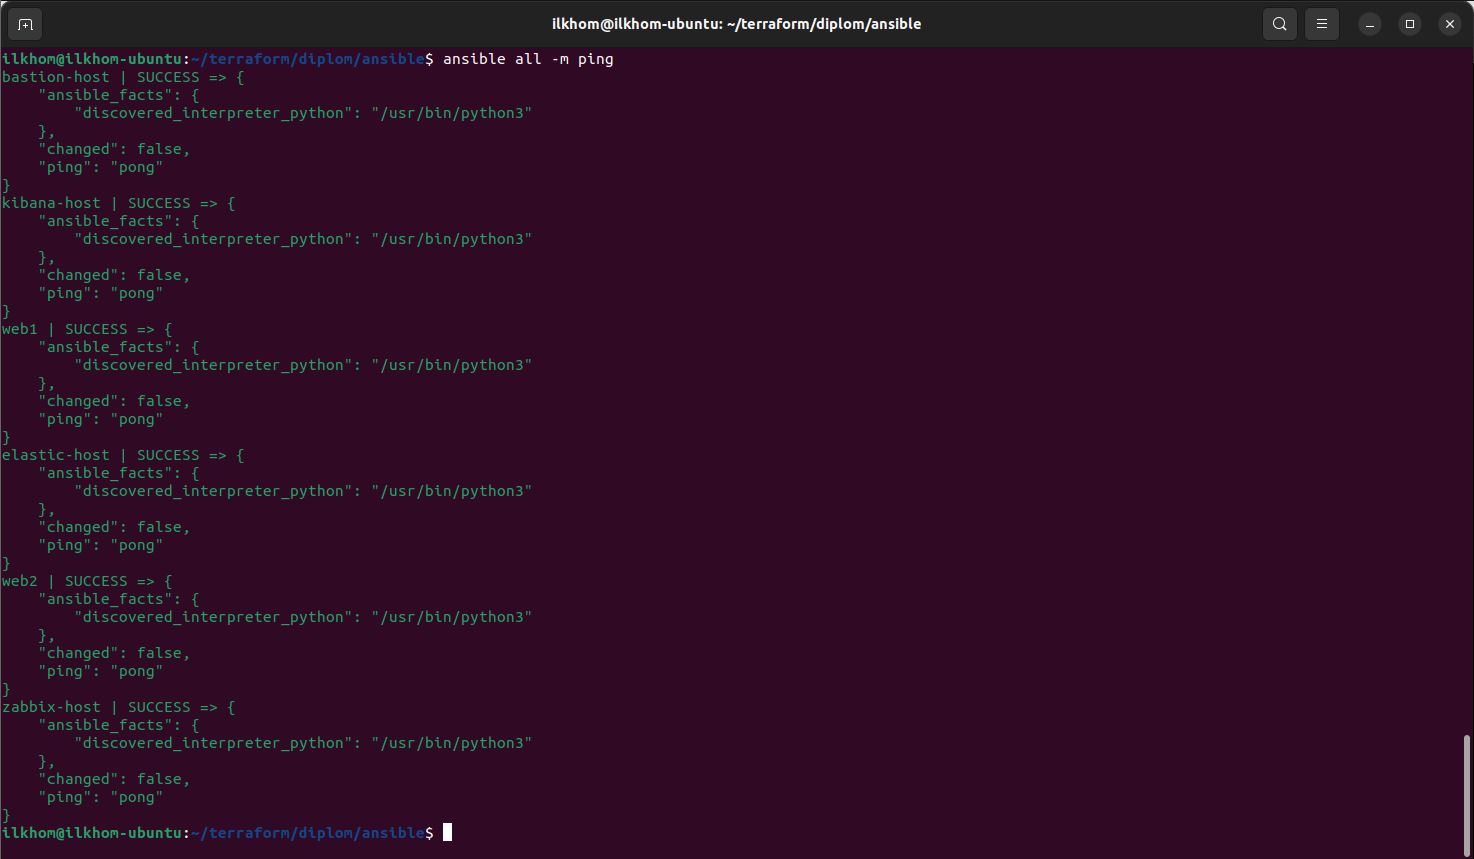 ilkhom@ilkhom-ubuntu: ~/terraform/diplom/ansible
ilkhom@ilkhom-ubuntu:~/terraform/diplom/ansible$ ansible all -m ping
bastion-host | SUCCESS => {
    "ansible_facts": {
        "discovered_interpreter_python": "/usr/bin/python3"
    },
    "changed": false,
    "ping": "pong"
}
kibana-host | SUCCESS => {
    "ansible_facts": {
        "discovered_interpreter_python": "/usr/bin/python3"
    },
    "changed": false,
    "ping": "pong"
}
web1 | SUCCESS => {
    "ansible_facts": {
        "discovered_interpreter_python": "/usr/bin/python3"
    },
    "changed": false,
    "ping": "pong"
}
elastic-host | SUCCESS => {
    "ansible_facts": {
        "discovered_interpreter_python": "/usr/bin/python3"
    },
    "changed": false,
    "ping": "pong"
}
web2 | SUCCESS => {
    "ansible_facts": {
        "discovered_interpreter_python": "/usr/bin/python3"
    },
    "changed": false,
    "ping": "pong"
}
zabbix-host | SUCCESS => {
    "ansible_facts": {
        "discovered_interpreter_python": "/usr/bin/python3"
    },
    "changed": false,
    "ping": "pong"
}
ilkhom@ilkhom-ubuntu:~/terraform/diplom/ansible$